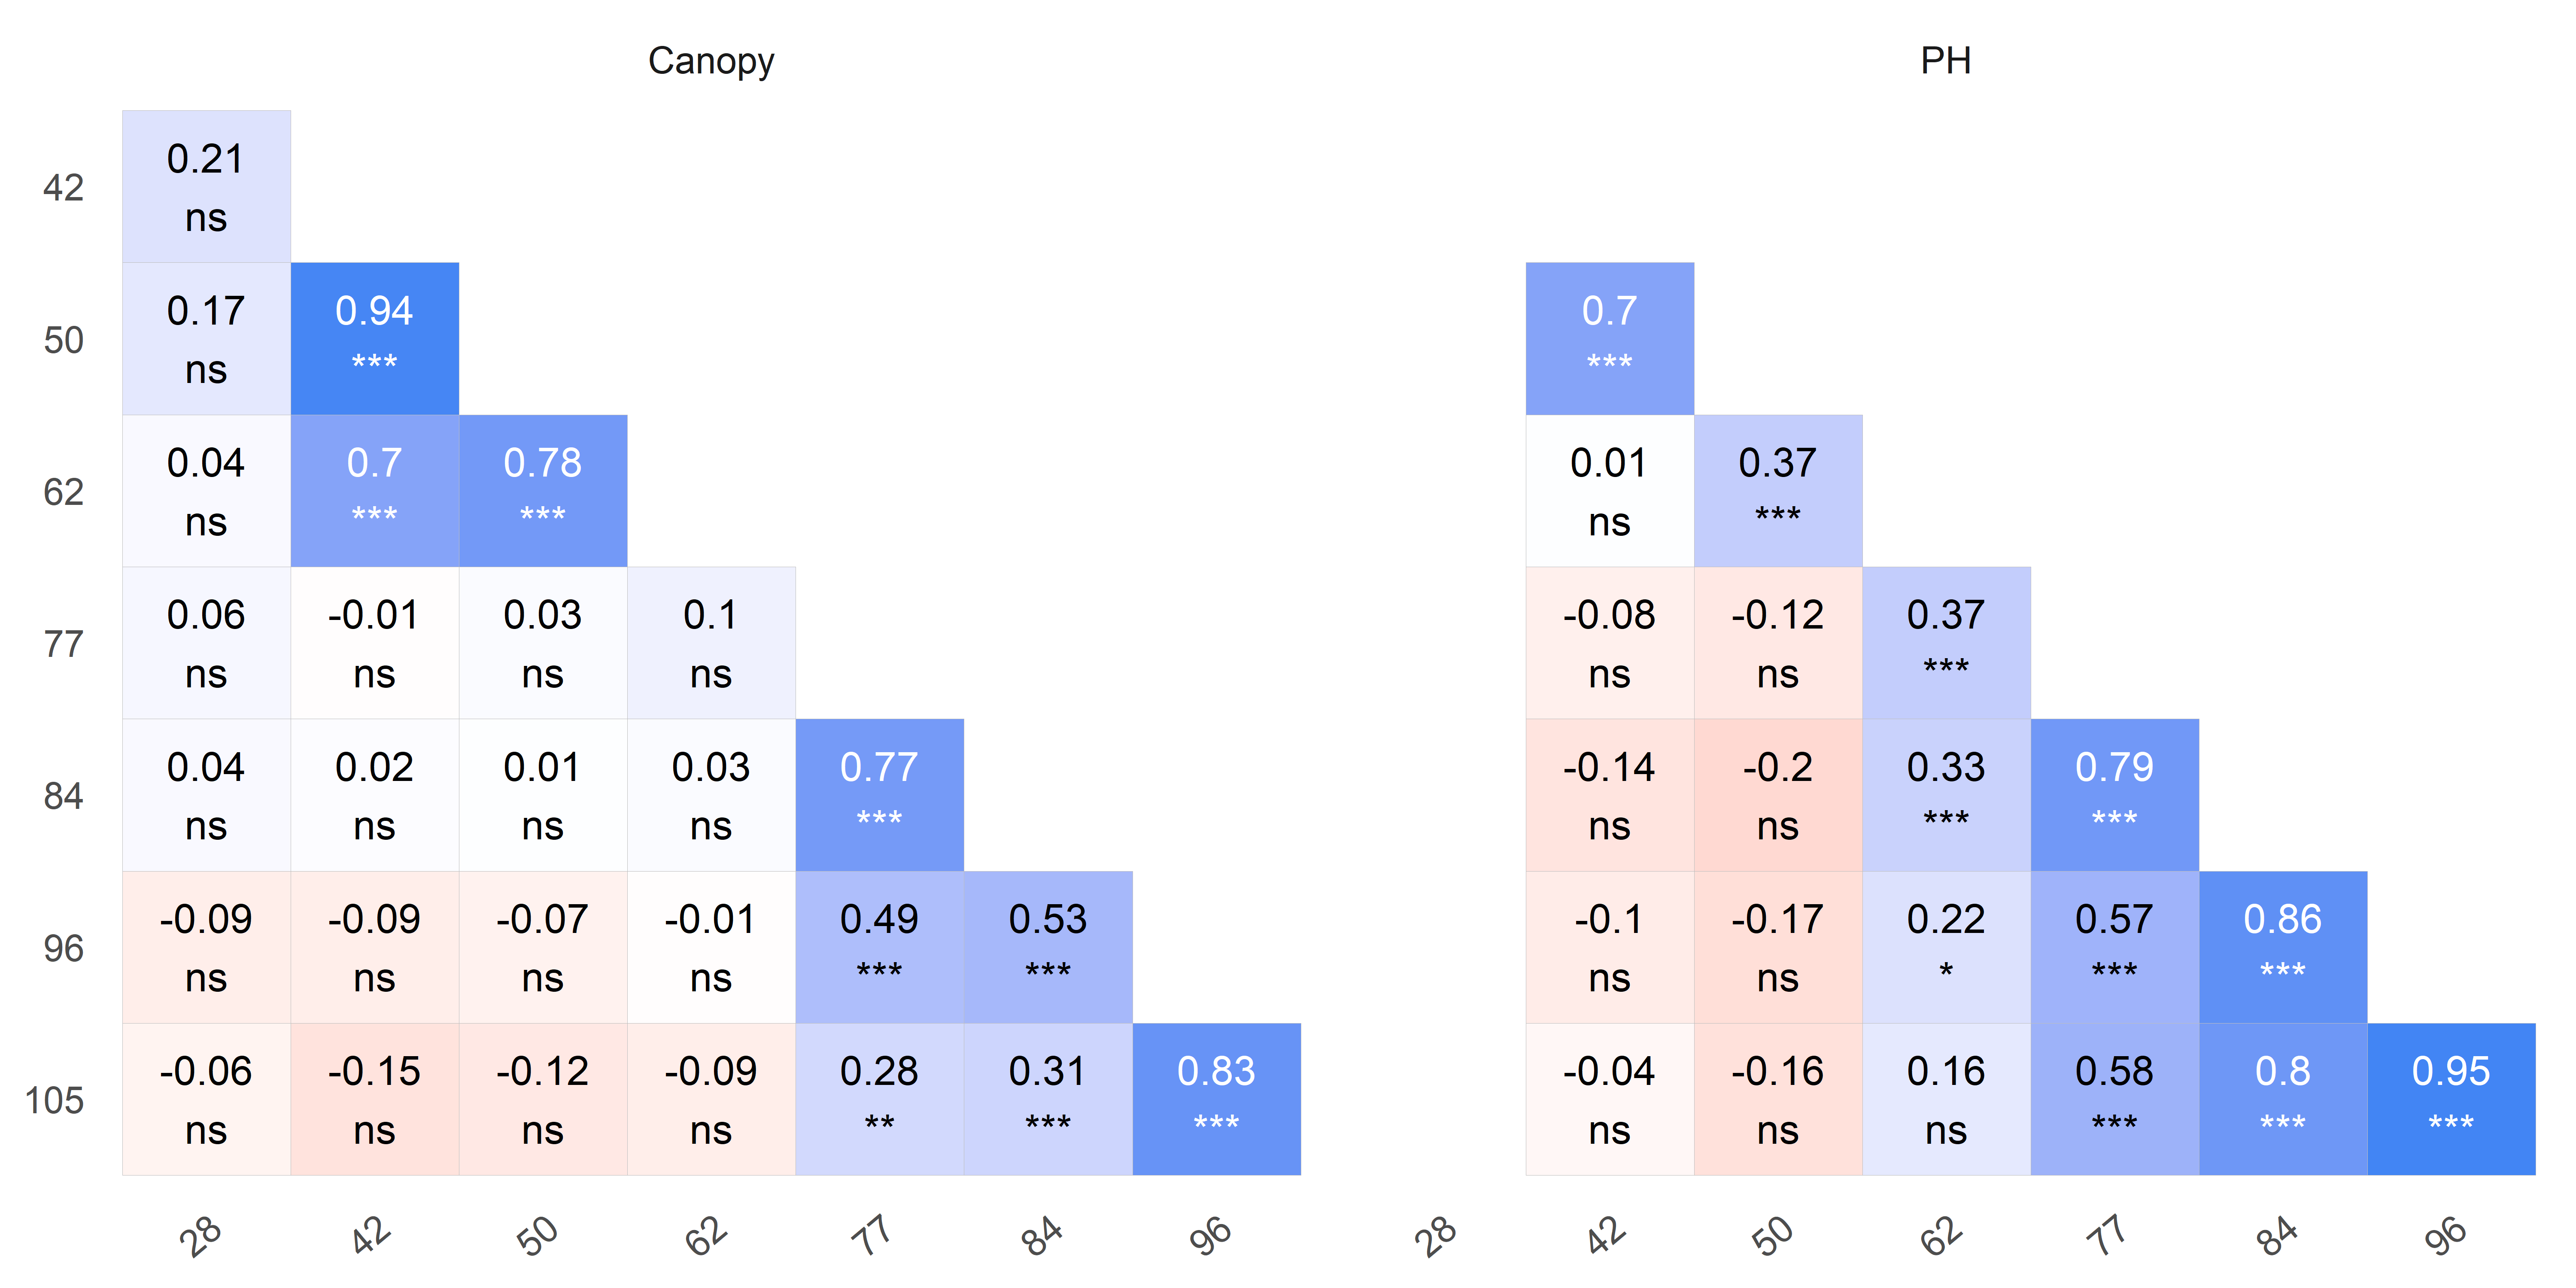 Canopy PH
42 0.21
ns
50 0.17 0.94 0.7
ns *** ***
62 0.04 0.7 0.78 0.01 0.37
ns *** *** ns ***
77 0.06 -0.01 0.03 0.1 -0.08 -0.12 0.37
ns ns ns ns ns ns ***
84 0.04 0.02 0.01 0.03 0.77 -0.14 -0.2 0.33 0.79
ns ns ns ns *** ns ns *** ***
96 -0.09 -0.09 -0.07 -0.01 0.49 0.53 -0.1 -0.17 0.22 0.57 0.86
ns ns ns ns *** *** ns ns * *** ***
105 -0.06 -0.15 -0.12 -0.09 0.28 0.31 0.83 -0.04 -0.16 0.16 0.58 0.8 0.95
ns ns ns ns ** *** *** ns ns ns *** *** ***
28 42 50 62 77 84 96 28 42 50 62 77 84 96